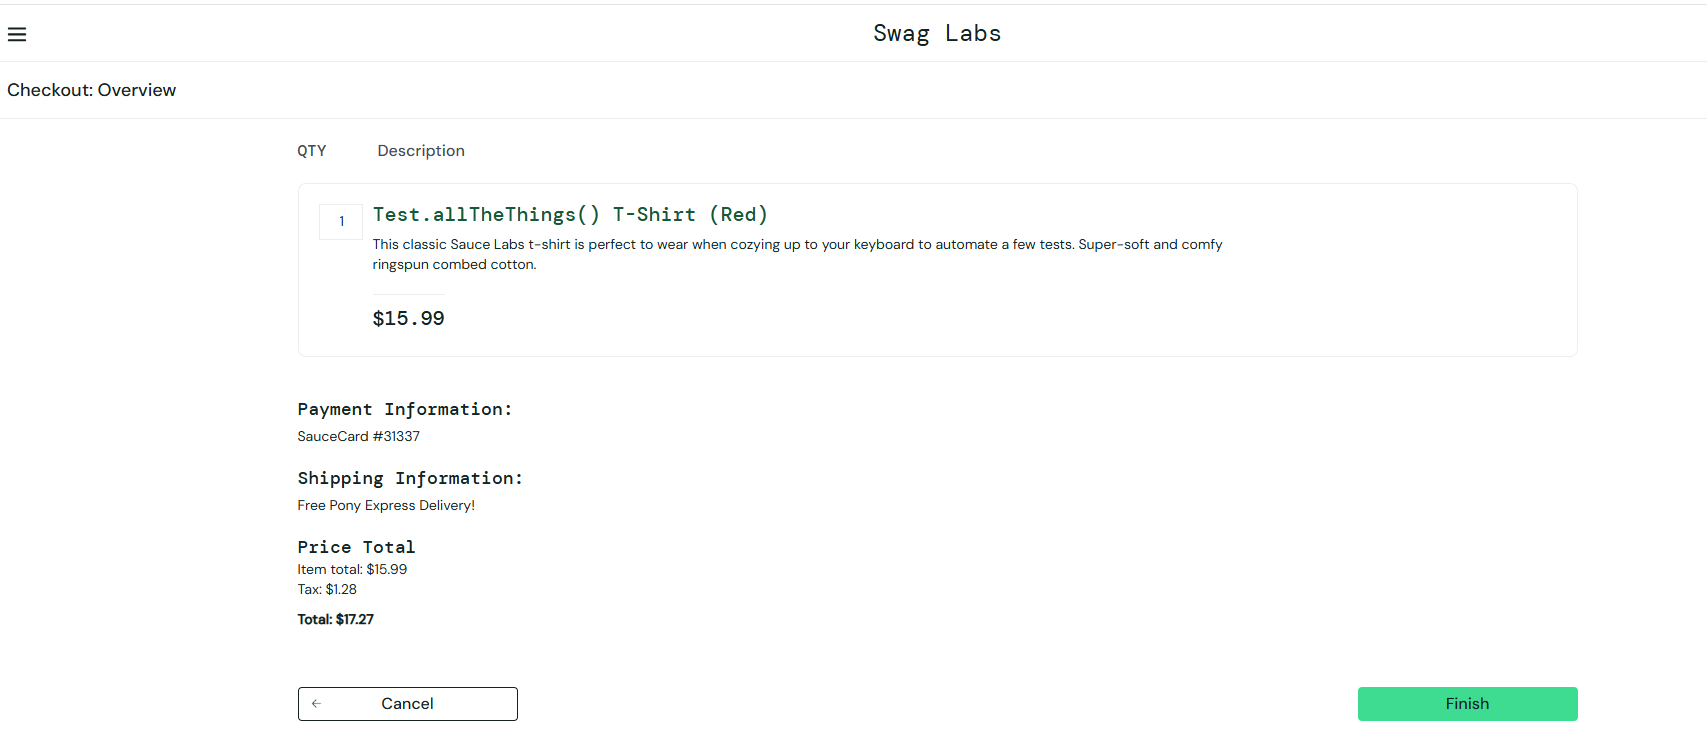 Swag Labs
Checkout: Overview
QTY Description
1
Test.allTheThings() T-Shirt (Red)
This classic Sauce Labs t-shirt is perfect to wear when cozying up to your keyboard to automate a few tests. Super-soft and comfy
ringspun combed cotton.
$15.99
Payment Information:
SauceCard #31337
Shipping Information:
Free Pony Express Delivery!
Price Total
Item total: $15.99
Tax: $1.28
Total: $17.27
Cancel
Finish